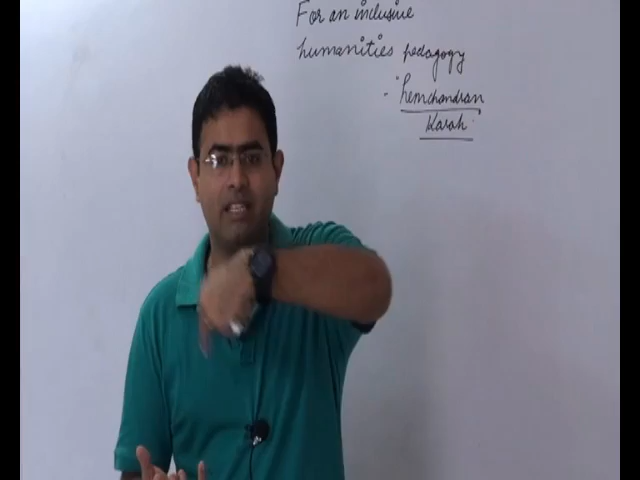 For an inclusive
humanities pedagogy
- hemchandran
Karah